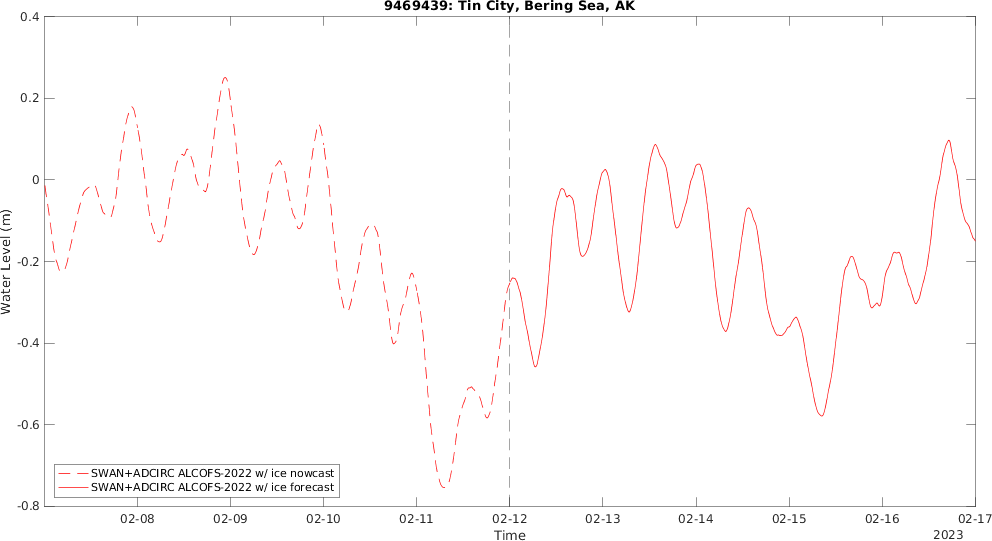 9469439: Tin City, Bering Sea, AK
0.4
0.2
0
-0.2
-0.4
-0.6
-0.8
Water Level (m)
SWAN+ADCIRC ALCOFS-2022 w/ ice nowcast
SWAN+ADCIRC ALCOFS-2022 w/ ice forecast
02-08 02-09 02-10 02-11 02-12 02-13 02-14 02-15 02-16 02-17
Time
2023